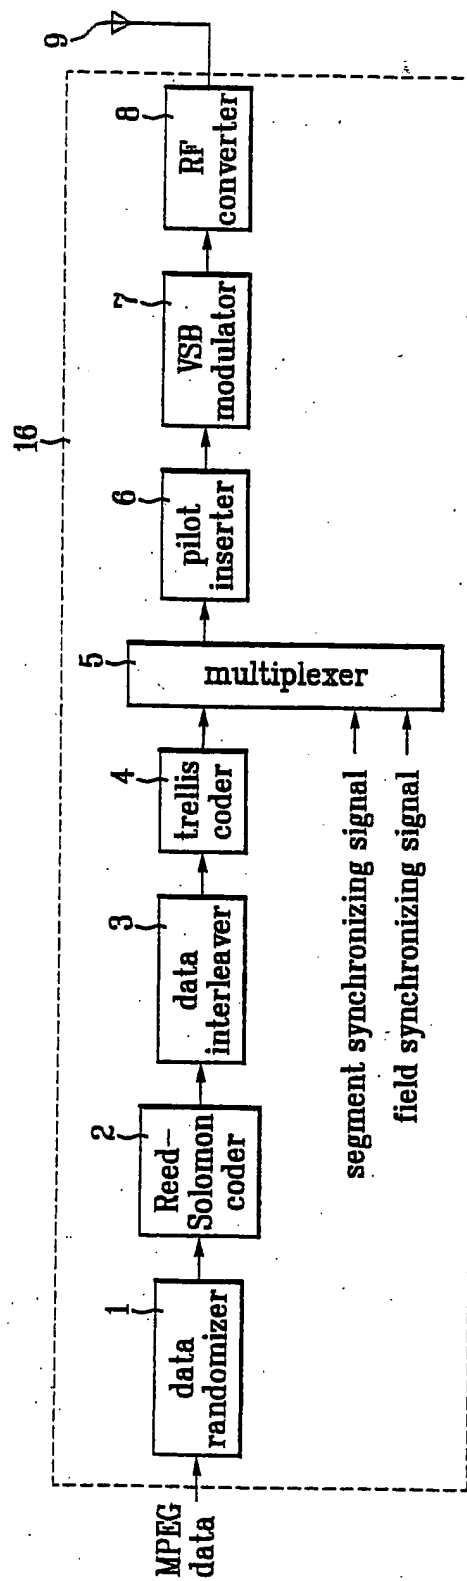 16
9
MPEG
data
1
data
randomizer
2
Reed-
Solomon
coder
3
data
interleaver
4
trellis
coder
5
multiplexer
segment synchronizing signal
field synchronizing signal
6
pilot
inserter
7
VSB
modulator
8
RF
converter